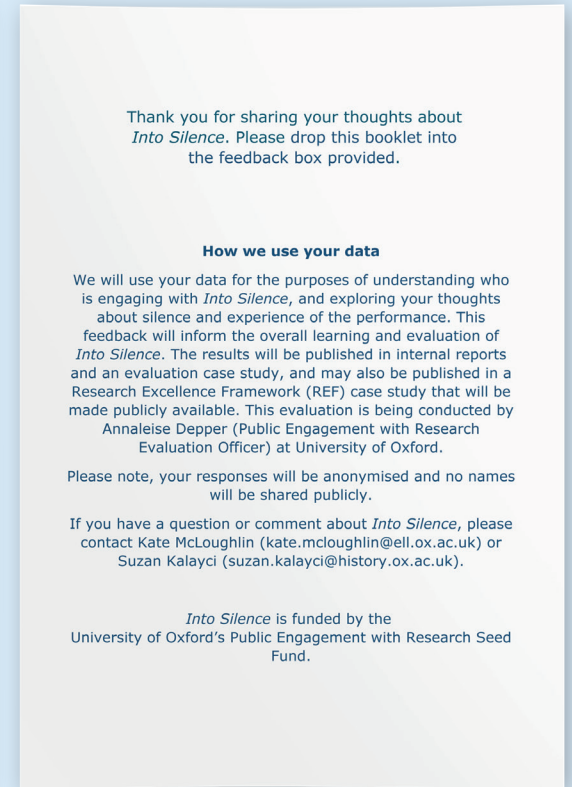 Thank you for sharing your thoughts about
Into Silence. Please drop this booklet into
the feedback box provided.
How we use your data
We will use your data for the purposes of understanding who
is engaging with Into Silence, and exploring your thoughts
about silence and experience of the performance. This
feedback will inform the overall learning and evaluation of
Into Silence. The results will be published in internal reports
and an evaluation case study, and may also be published in a
Research Excellence Framework (REF) case study that will be
made publicly available. This evaluation is being conducted by
Annaleise Depper (Public Engagement with Research
Evaluation Officer) at University of Oxford.
Please note, your responses will be anonymised and no names
will be shared publicly.
If you have a question or comment about Into Silence, please
contact Kate McLoughlin (kate.mcloughlin@ell.ox.ac.uk) or
Suzan Kalayci (suzan.kalayci@history.ox.ac.uk).
Into Silence is funded by the
University of Oxford’s Public Engagement with Research Seed
Fund.